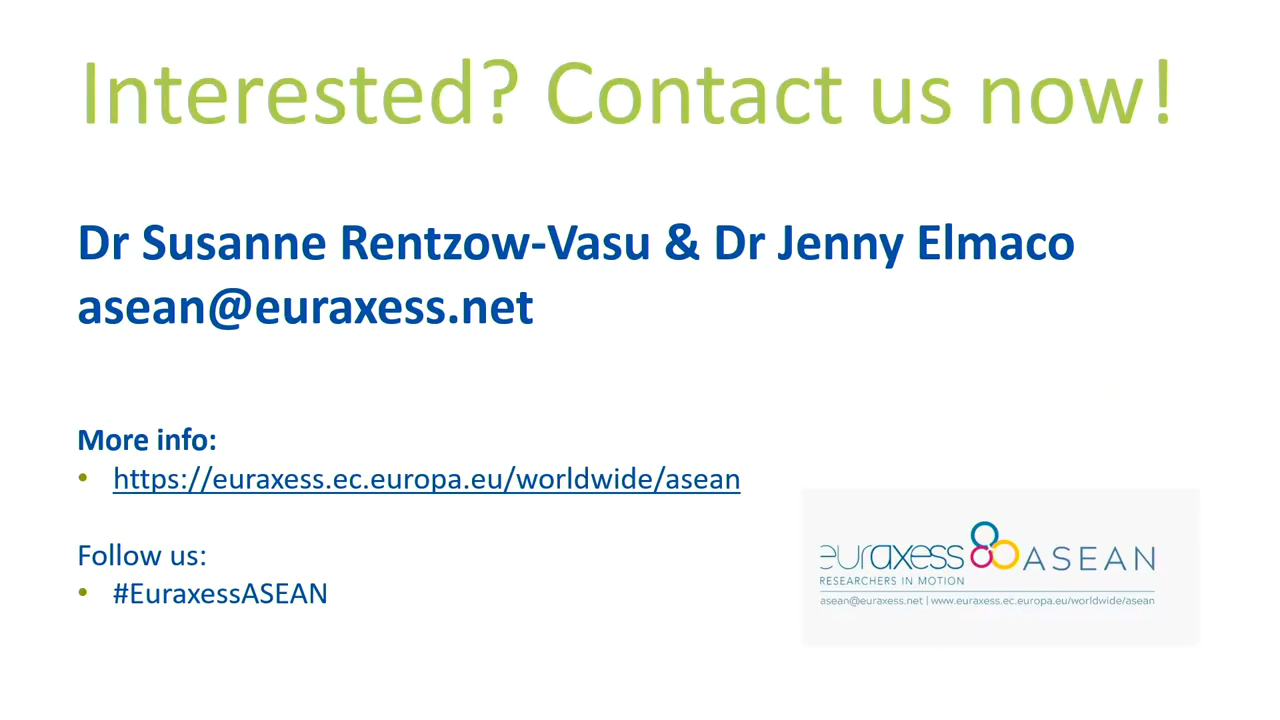 Interested? Contact us now!
Dr Susanne Rentzow-Vasu & Dr Jenny Elmaco
asean@euraxess.net
More info:
• https://euraxess.ec.europa.eu/worldwide/asean
Follow us:
• #EuraxessASEAN
euraxess ASEAN
RESEARCHERS IN MOTION
asean@euraxess.net | www.euraxess.ec.europa.eu/worldwide/asean